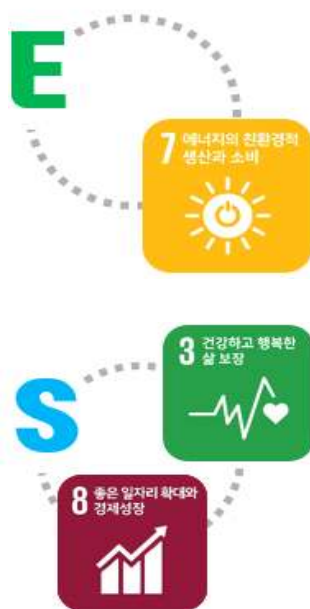 E
7 에너지의 친환경적
생산과 소비
3 건강하고 행복한
삶 보장
S
8 좋은 일자리 확대와
경제성장